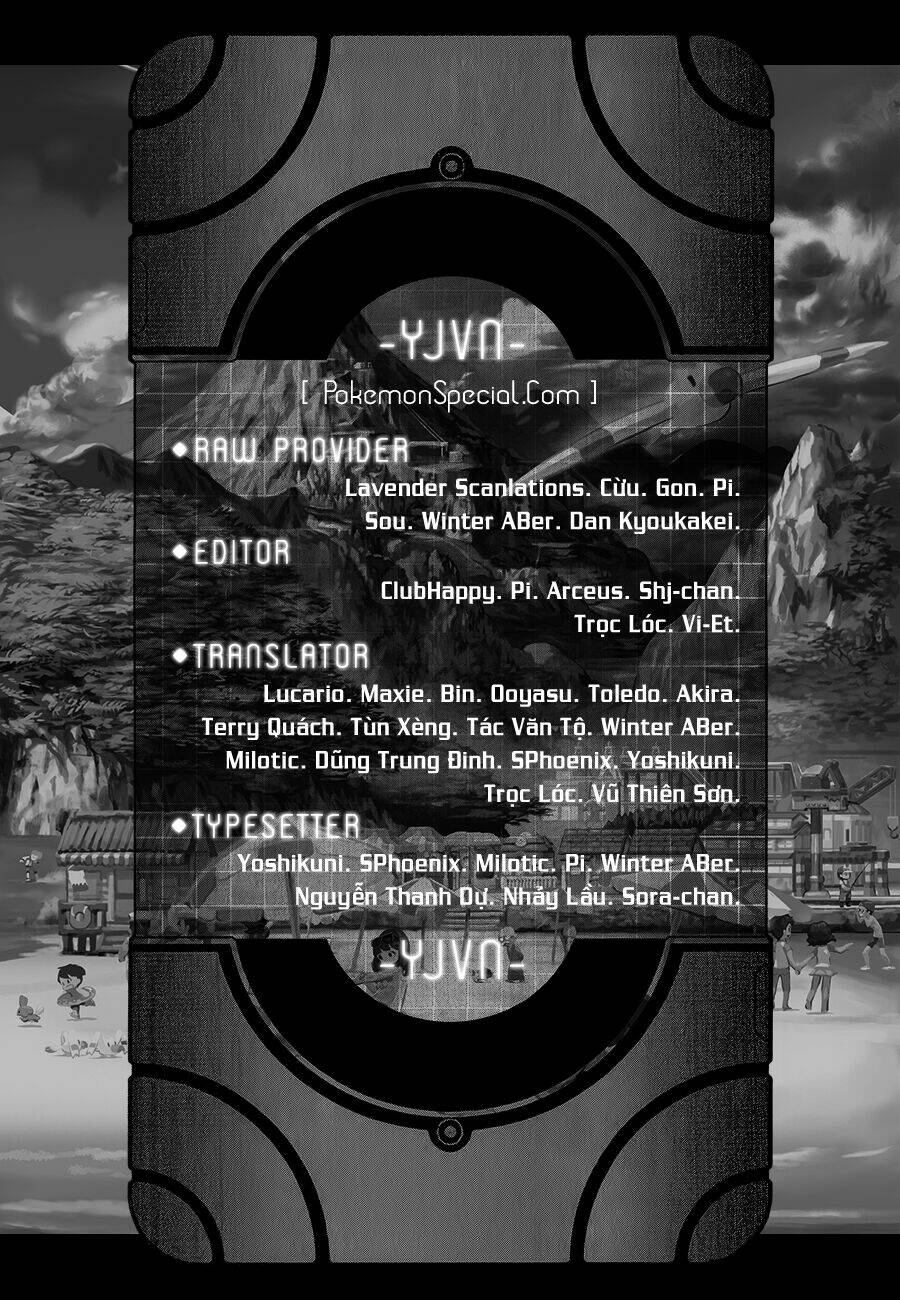 -YJVN-
[ PokemonSpecial.Com ]
◆RAW PROVIDER
Lavender Scanlations. Cừu. Gon. Pi.
Sou. Winter ABer. Dan Kyoukakei.
◆EDITOR
ClubHappy. Pi. Arceus. Shj-chan.
Trọc Lóc. Vi-Et.
◆TRANSLATOR
Lucario. Maxie. Bin. Ooyasu. Toledo. Akira.
Terry Quách. Tùn Xèng. Tác Văn Tộ. Winter ABer.
Milotic. Dũng Trung Đinh. SPhoenix. Yoshikuni.
Trọc Lóc. Vũ Thiên Sơn.
◆TYPESETTER
Yoshikuni. SPhoenix. Milotic. Pi. Winter ABer.
Nguyễn Thanh Dự. Nhảy Lầu. Sora-chan.
-YJVN-